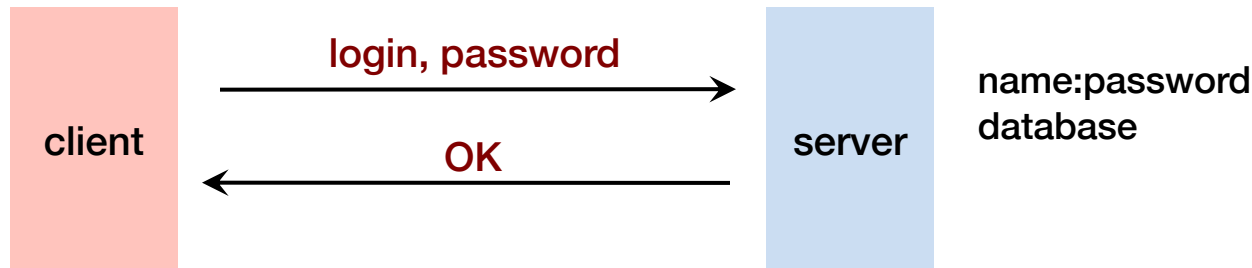 login, password
client
OK
server
name:password
database